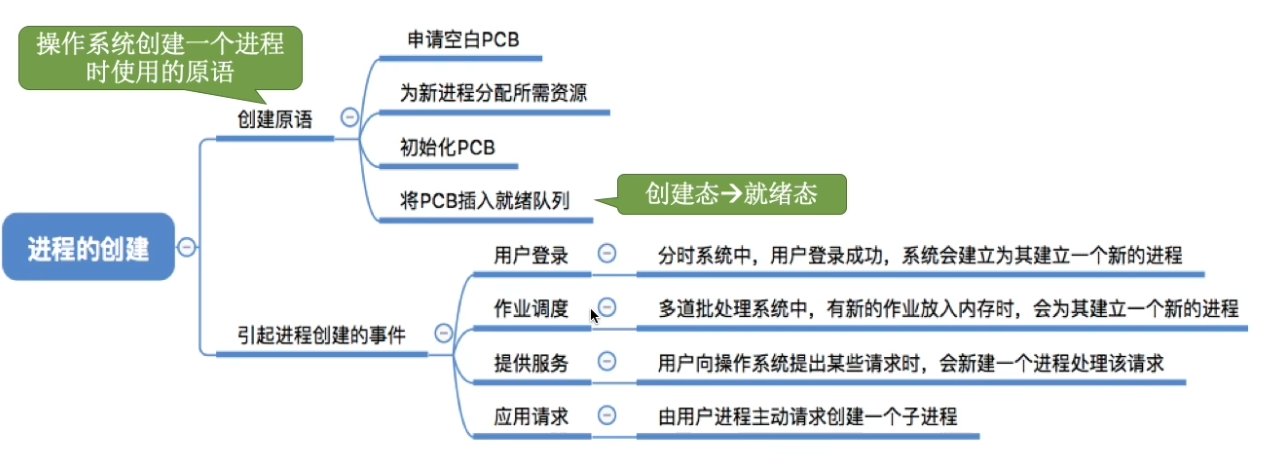 操作系统创建一个进程
时使用的原语
申请空白PCB
为新进程分配所需资源
创建原语
初始化PCB
将PCB插入就绪队列
创建态→就绪态
进程的创建
用户登录
分时系统中，用户登录成功，系统会建立为其建立一个新的进程
作业调度
多道批处理系统中，有新的作业放入内存时，会为其建立一个新的进程
引起进程创建的事件
提供服务
用户向操作系统提出某些请求时，会新建一个进程处理该请求
应用请求
由用户进程主动请求创建一个子进程